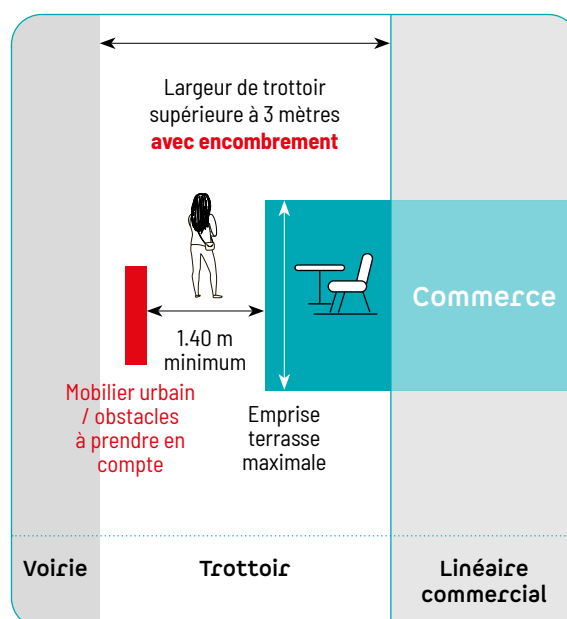 Largeur de trottoir
supérieure à 3 mètres
avec encombrement
Commerce
1.40 m
minimum
Mobilier urbain
/ obstacles
à prendre en
compte
Emprise
terrasse
maximale
Voirie
Trottoir
Linéaire
commercial